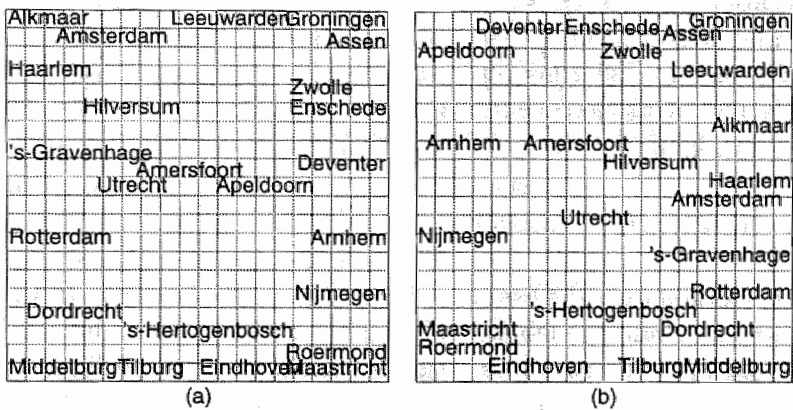 Alkmaar Leeuwarden Groningen
Amsterdam Assen
Haarlem
Zwolle
Hilversum Enschede
's-Gravenhage
Amersfoort Deventer
Utrecht Apeldoorn
Rotterdam Arnhem
Nijmegen
Dordrecht
's-Hertogenbosch
Roermond
Middelburg Tilburg Eindhoven Maastricht
(a)
Groningen
Deventer Enschede Assen
Apeldoorn Zwolle
Leeuwarden
Alkmaar
Arnhem Amersfoort
Hilversum
Haarlem
Amsterdam
Utrecht
Nijmegen
's-Gravenhage
Rotterdam
's-Hertogenbosch
Maastricht Dordrecht
Roermond
Eindhoven Tilburg Middelburg
(b)